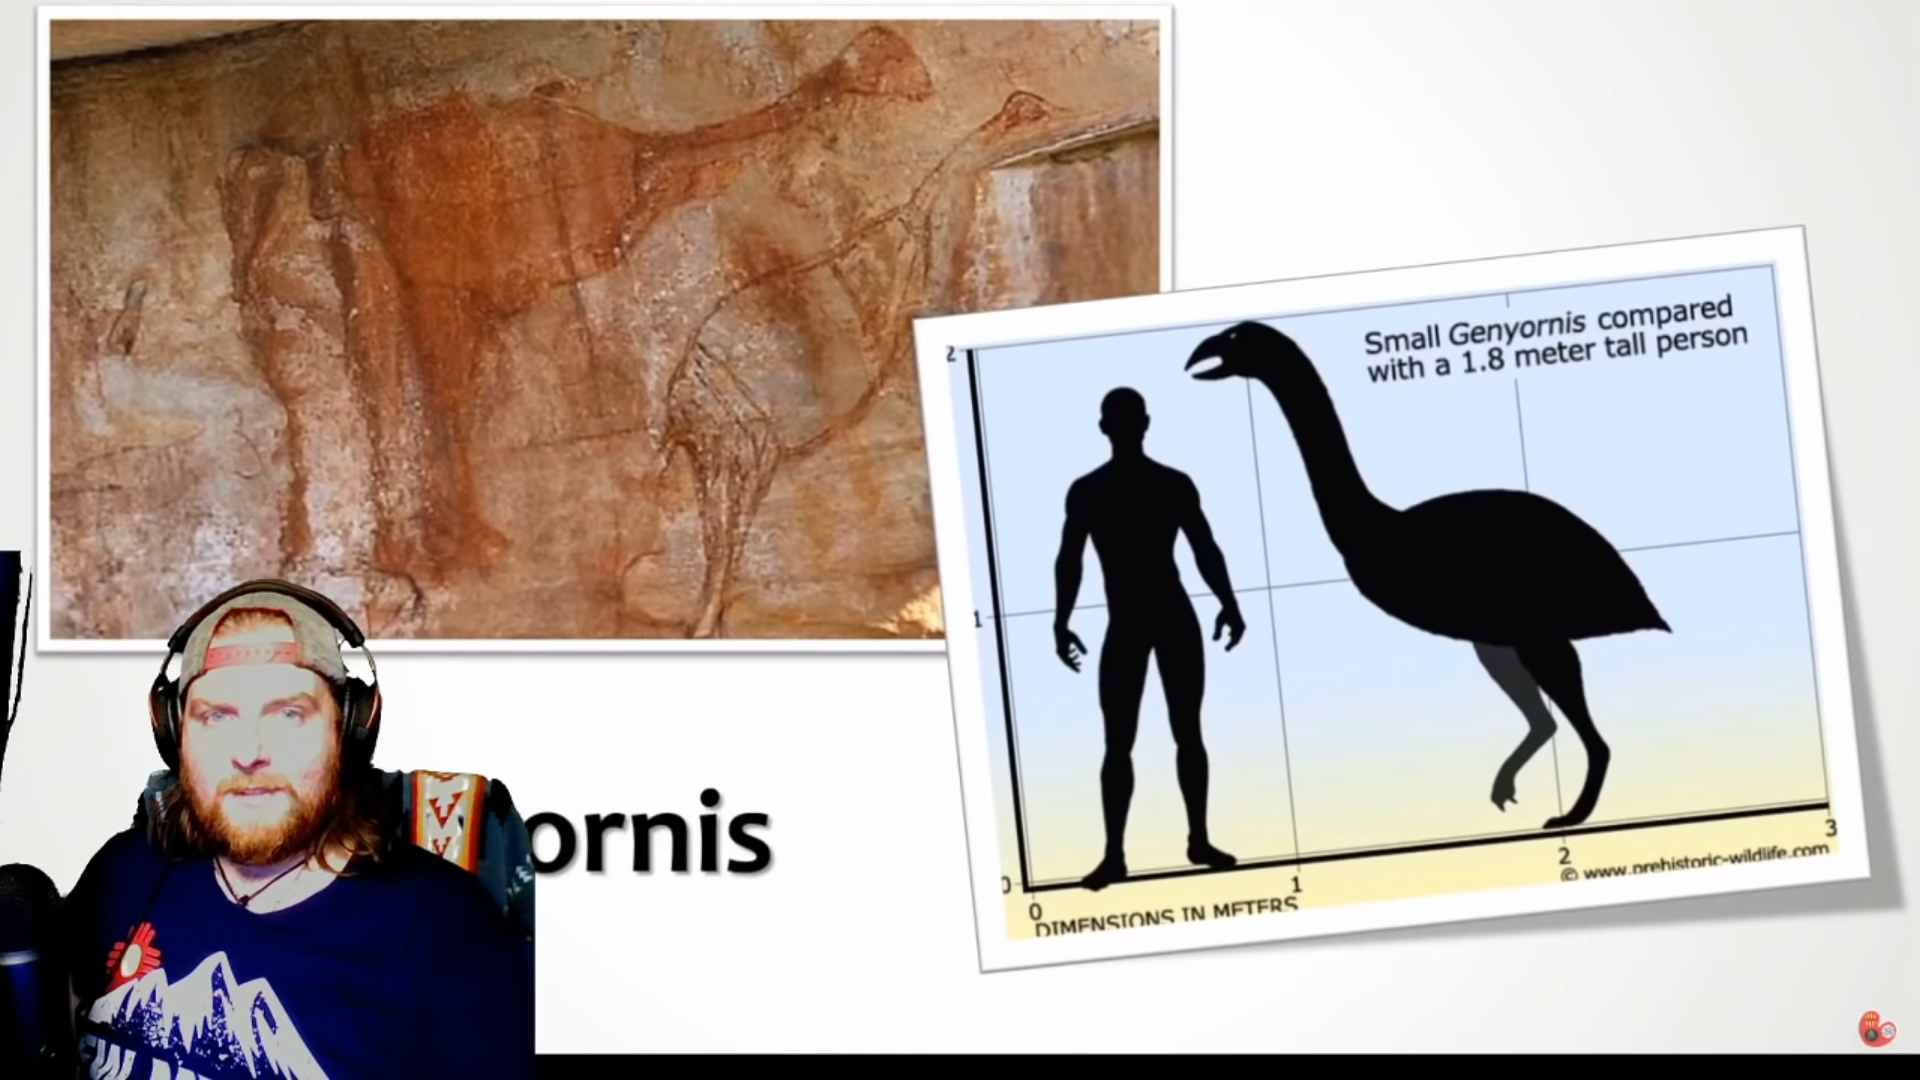 Small Genyornis compared
with a 1.8 meter tall person
2
1
0
0
1
2
3
DIMENSIONS IN METERS
© www.prehistoric-wildlife.com
ornis